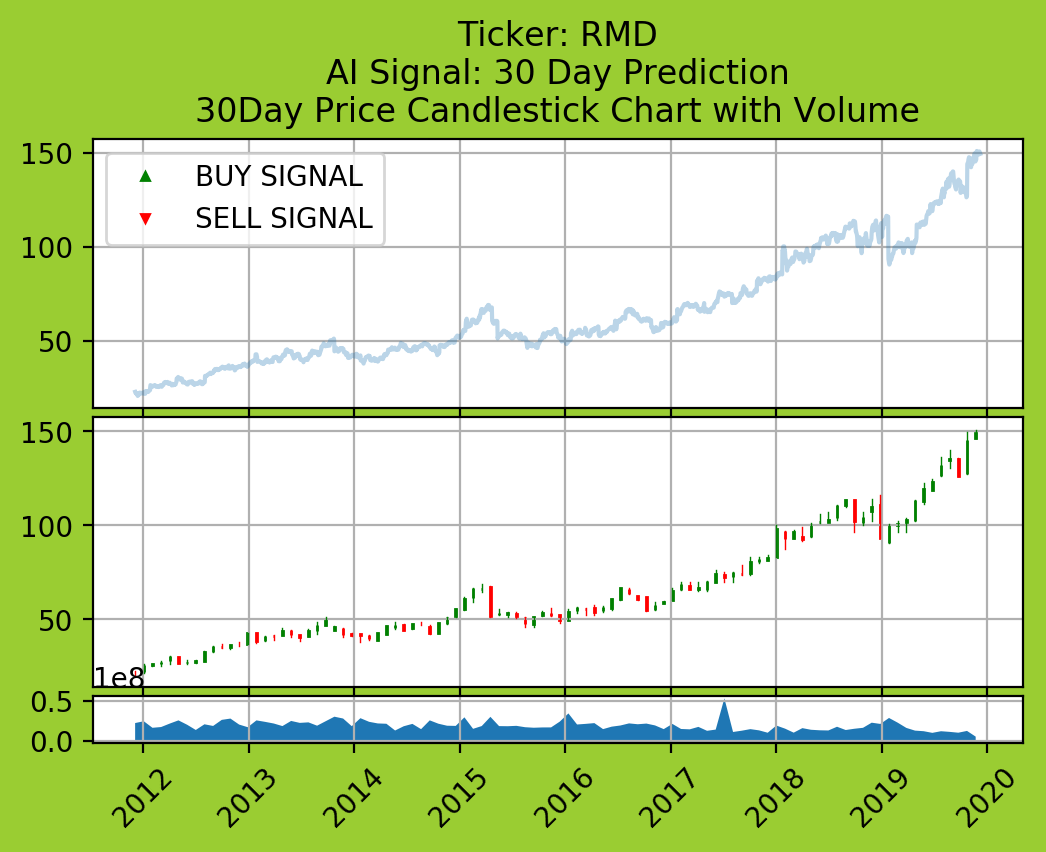 Ticker: RMD
AI Signal: 30 Day Prediction
30Day Price Candlestick Chart with Volume
150
BUY SIGNAL
SELL SIGNAL
100
50
150
100
50
1e8
0.5
0.0
2012 2013 2014 2015 2016 2017 2018 2019 2020